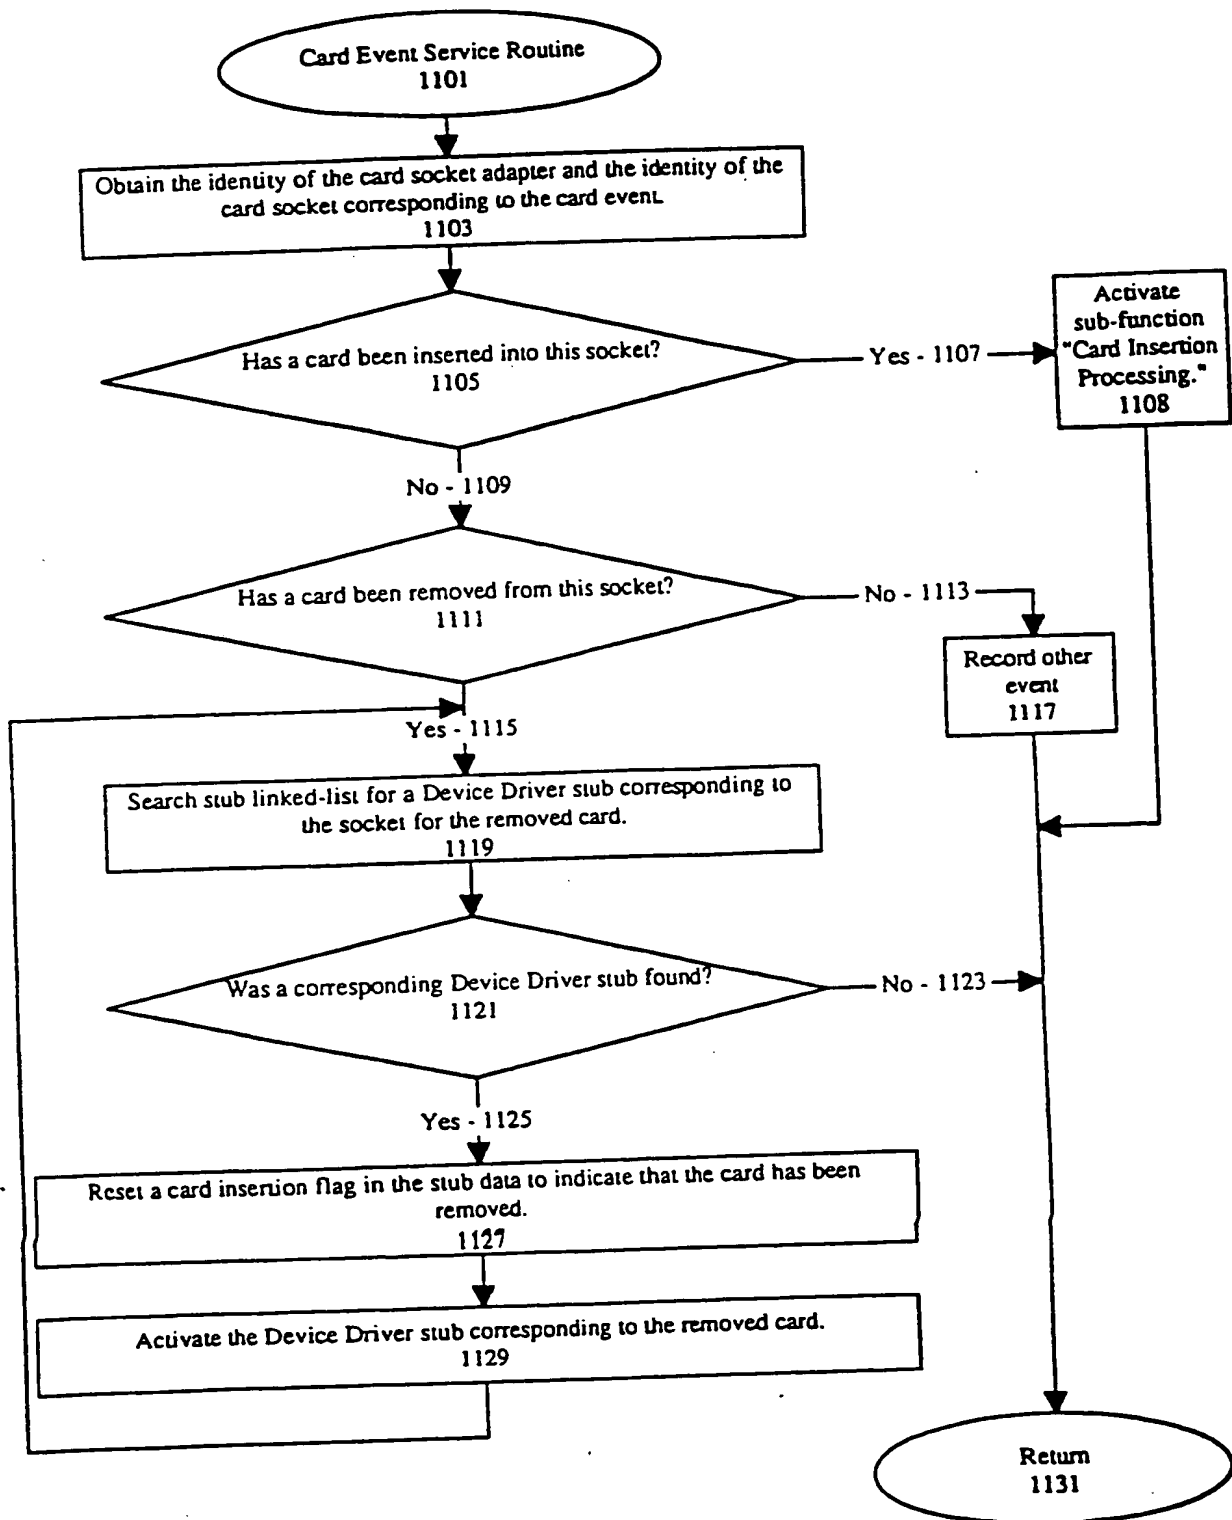 Card Event Service Routine
1101
Obtain the identity of the card socket adapter and the identity of the
card socket corresponding to the card event.
1103
Has a card been inserted into this socket?
1105
Yes - 1107
Activate
sub-function
"Card Insertion
Processing."
1108
No - 1109
Has a card been removed from this socket?
1111
No - 1113
Record other
event
1117
Yes - 1115
Search stub linked-list for a Device Driver stub corresponding to
the socket for the removed card.
1119
Was a corresponding Device Driver stub found?
1121
No - 1123
Yes - 1125
Reset a card insertion flag in the stub data to indicate that the card has been
removed.
1127
Activate the Device Driver stub corresponding to the removed card.
1129
Return
1131